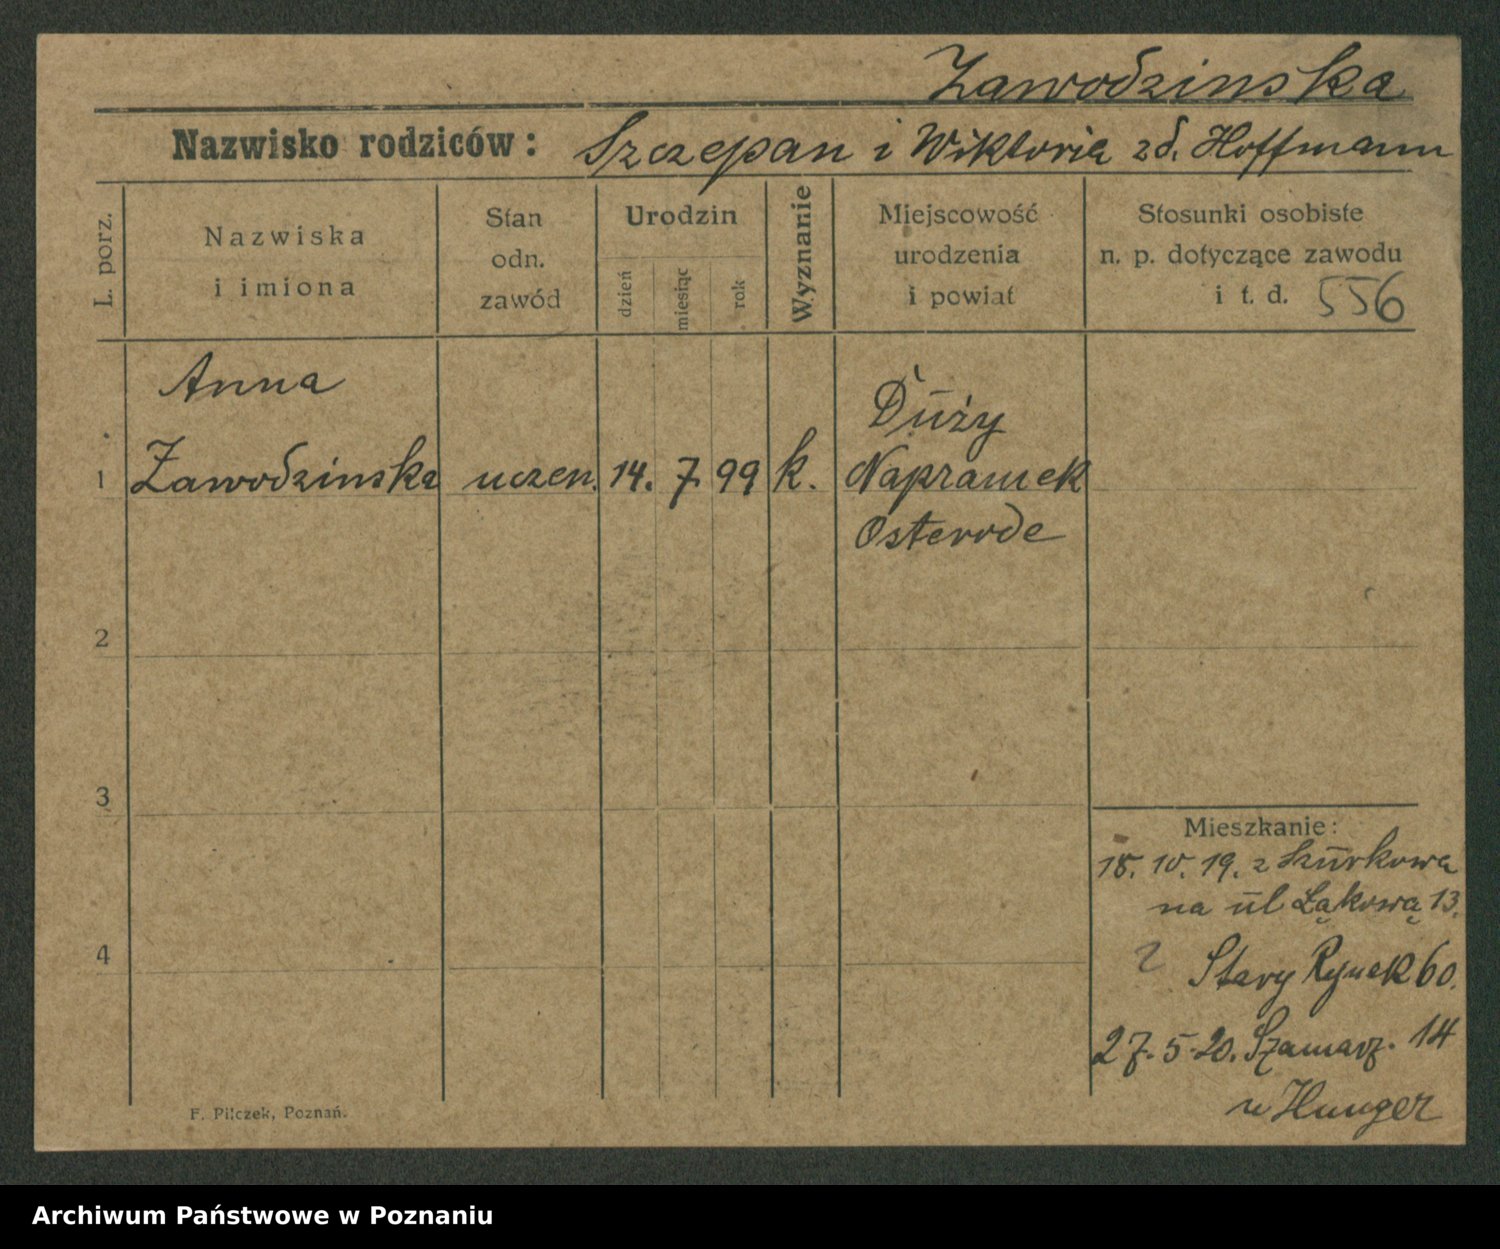 Zawodzinska
Nazwisko rodziców: Szczepan i Wiktoria zd. Hoffmann
L. porz.
Nazwiska
i imiona
Stan
odn.
zawód
Urodzin
dzień
miesiąc
rok
Wyznanie
Miejscowość
urodzenia
i powiat
Stosunki osobiste
n. p. dotyczące zawodu
i t. d. 556
Anna
Duży
1 Zawodzinska uczen. 14. 7. 99 k. Napramek
Osterode
2
3
Mieszkanie:
18. 10. 19. z
na ul Łąkową 13.
4
Stary Rynek 60.
27. 5. 20. Szamarz. 14
u Hunger
F. Pilczek, Poznań.
Archiwum Państwowe w Poznaniu